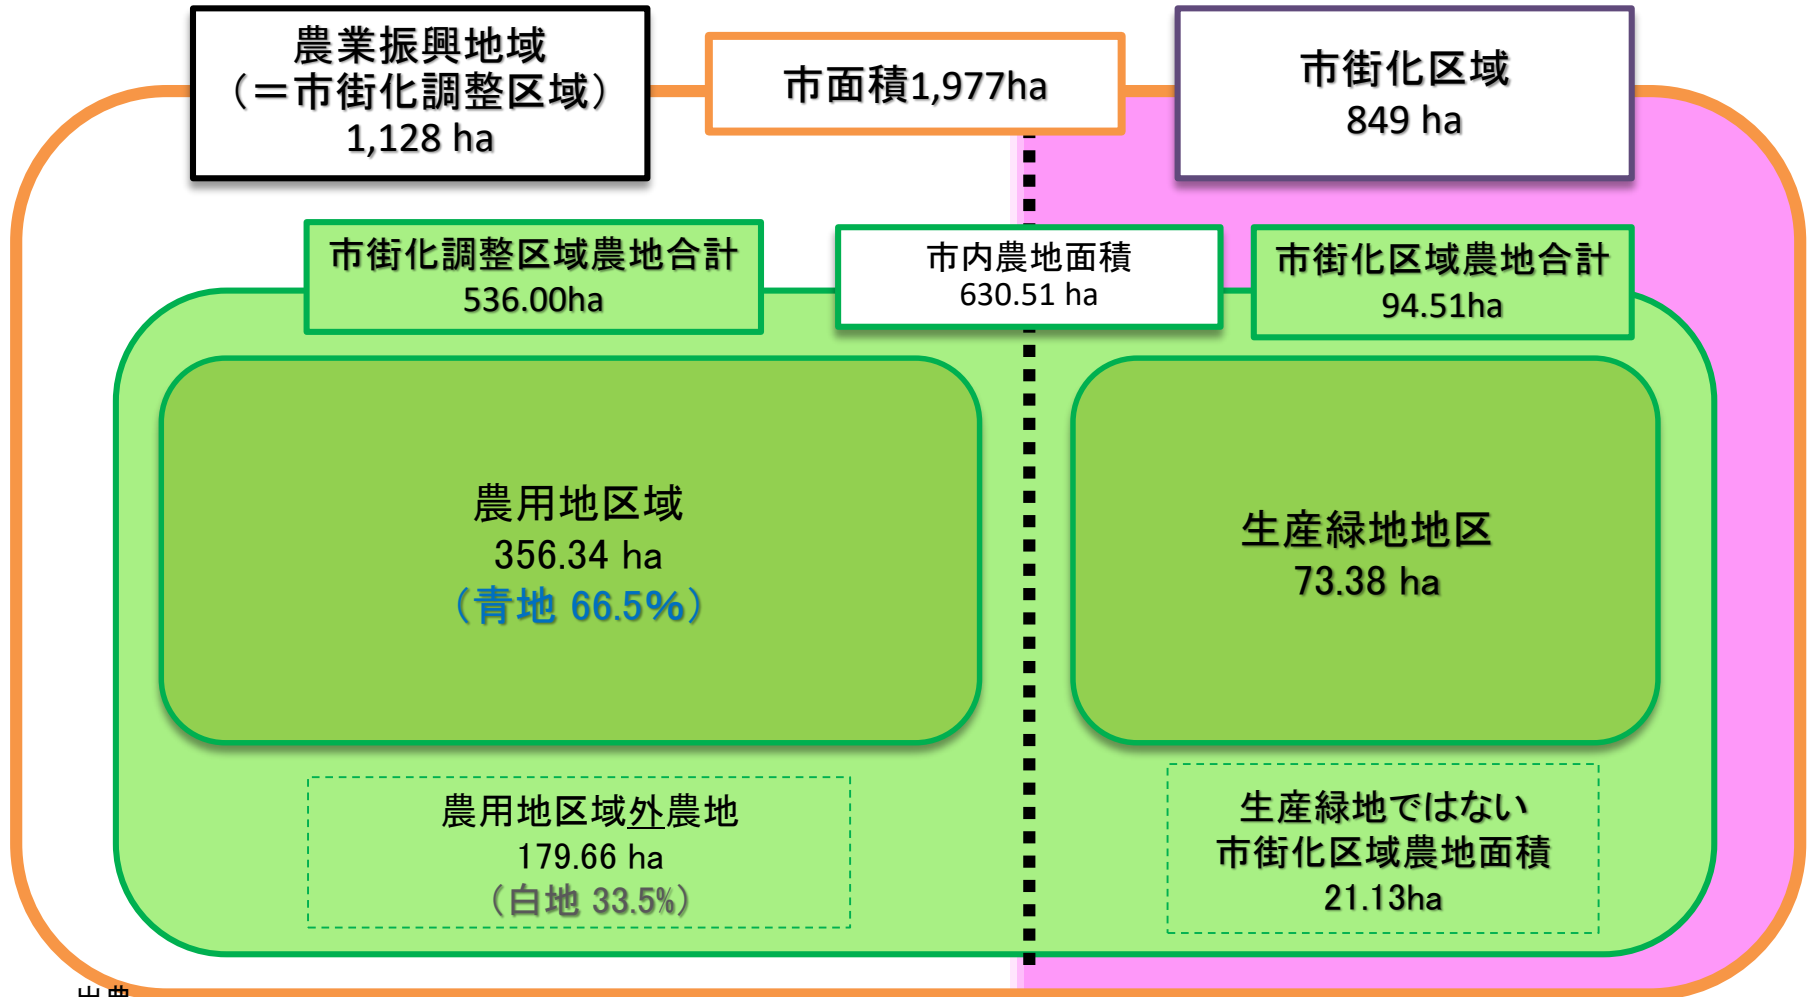 農業振興地域
（＝市街化調整区域）
1,128 ha
市面積1,977ha
市街化区域
849 ha
市街化調整区域農地合計
536.00ha
市内農地面積
630.51 ha
市街化区域農地合計
94.51ha
農用地区域
356.34 ha
（青地 66.5%）
生産緑地地区
73.38 ha
農用地区域外農地
179.66 ha
（白地 33.5%）
生産緑地ではない
市街化区域農地面積
21.13ha